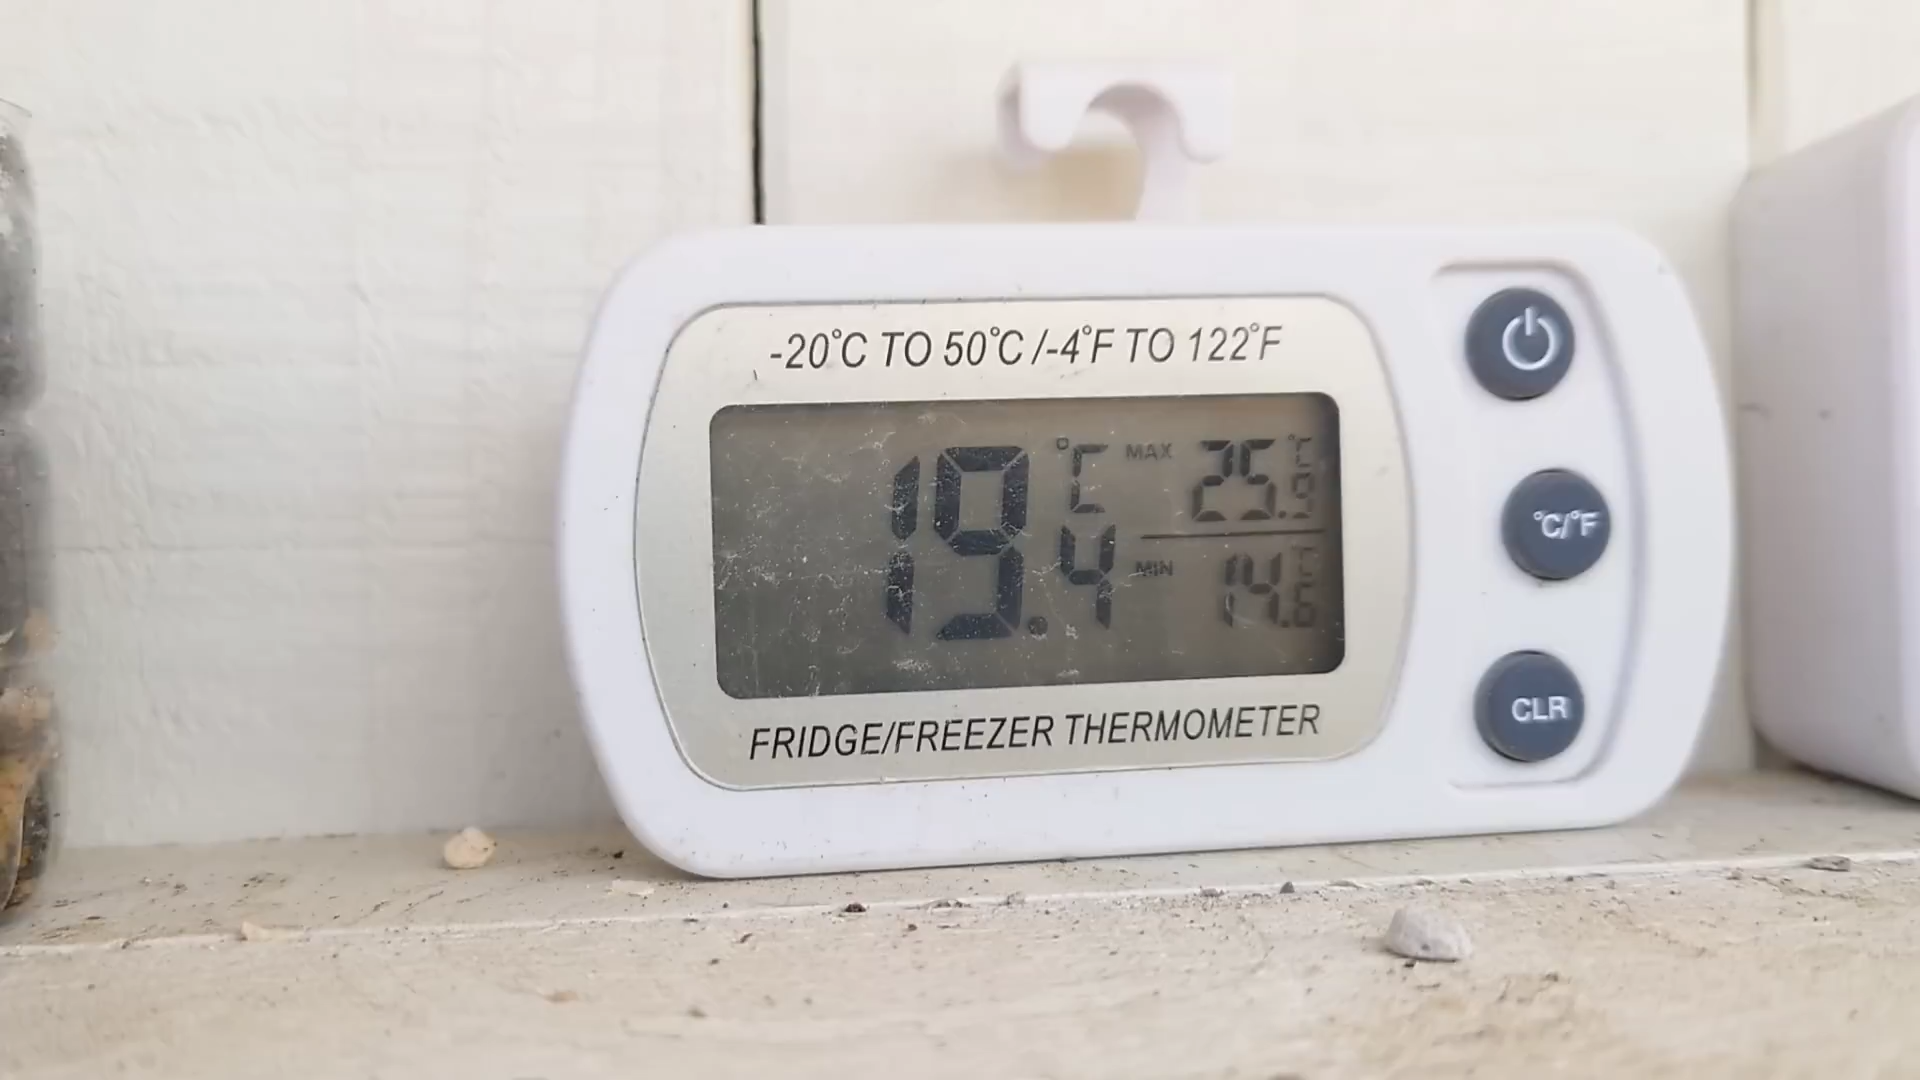 -20°C TO 50°C /-4°F TO 122°F
19.4 °C
MAX 25.9 °C
MIN 14.6 °C
FRIDGE/FREEZER THERMOMETER
°C/°F
CLR